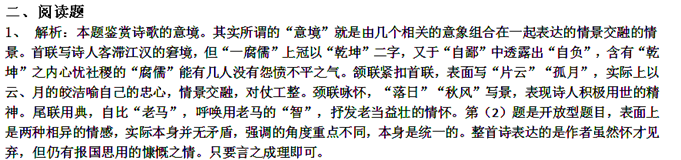 二、阅读题
1、 解析：本题鉴赏诗歌的意境。其实所谓的“意境”就是由几个相关的意象组合在一起表达的情景交融的情
景。首联写诗人客滞江汉的窘境，但“一腐儒”上冠以“乾坤”二字，又于“自鄙”中透露出“自负”，含有“乾
坤”之内心忧社稷的“腐儒”能有几人没有怨愤不平之气。颔联紧扣首联，表面写“片云”“孤月”，实际上以
云、月的皎洁喻自己的忠心，情景交融，对仗工整。颈联咏怀，“落日”“秋风”写景，表现诗人积极用世的精
神。尾联用典，自比“老马”，呼唤用老马的“智”，抒发老当益壮的情怀。第（2）题是开放型题目，表面上
是两种相异的情感，实际本身并无矛盾，强调的角度重点不同，本身是统一的。整首诗表达的是作者虽然怀才见
弃，但仍有报国思用的慷慨之情。只要言之成理即可。